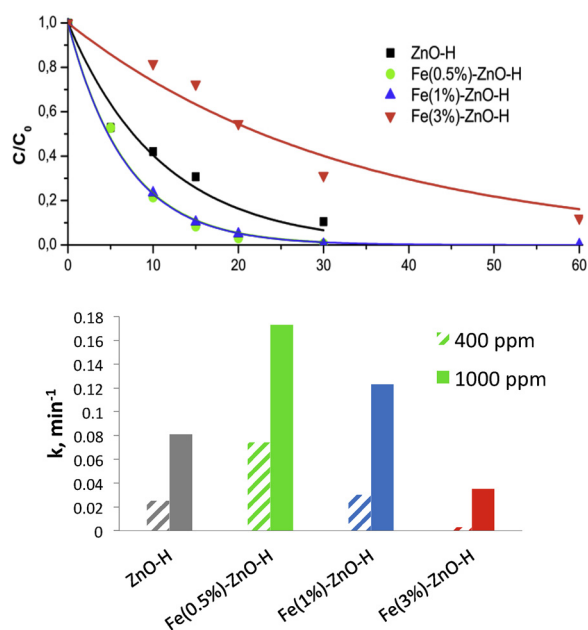 1,0
0,8
0,6
0,4
0,2
0,0
C/C₀
ZnO-H
Fe(0.5%)-ZnO-H
Fe(1%)-ZnO-H
Fe(3%)-ZnO-H
0 10 20 30 40 50 60
0.18
0.16
0.14
0.12
0.1
0.08
0.06
0.04
0.02
0
k, min⁻¹
400 ppm
1000 ppm
ZnO-H
Fe(0.5%)-ZnO-H
Fe(1%)-ZnO-H
Fe(3%)-ZnO-H